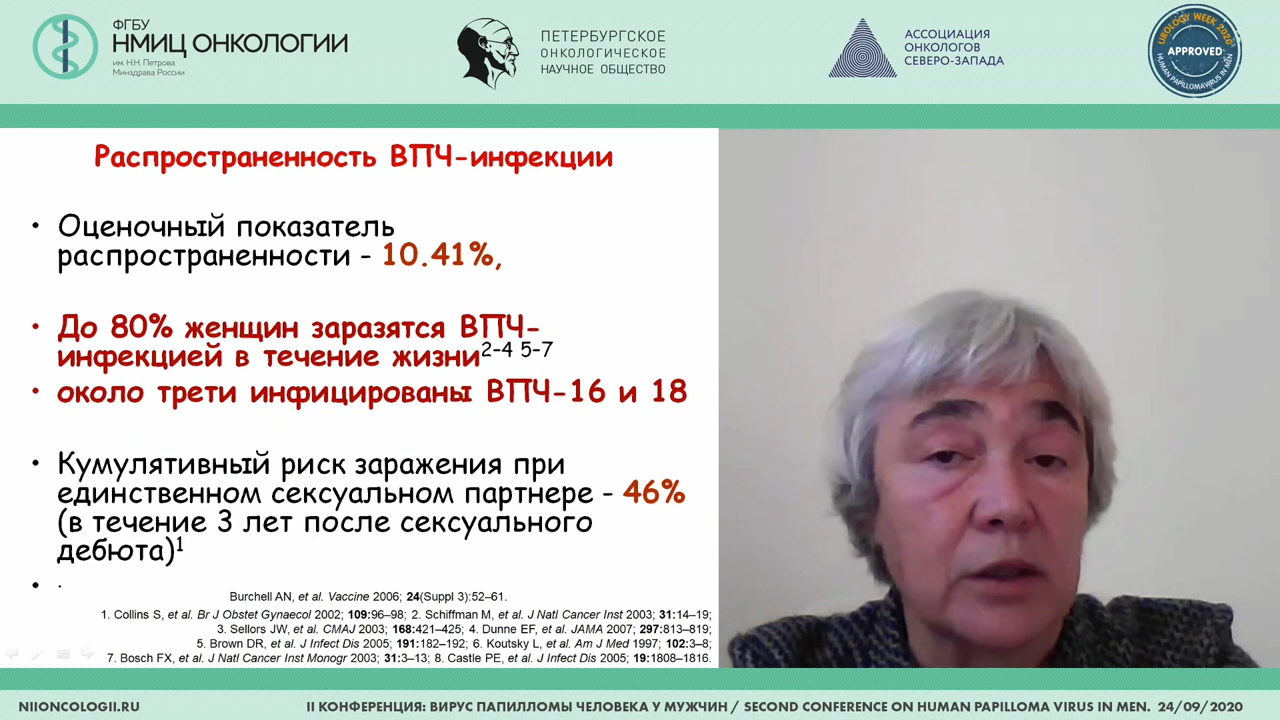 ФГБУ
НМИЦ ОНКОЛОГИИ
им. Н.Н. Петрова
Минздрава России
ПЕТЕРБУРГСКОЕ
ОНКОЛОГИЧЕСКОЕ
НАУЧНОЕ ОБЩЕСТВО
АССОЦИАЦИЯ
ОНКОЛОГОВ
СЕВЕРО-ЗАПАДА
UROLOGY WEEK 2020
APPROVED
HUMAN PAPILLOMAVIRUS IN MEN
Распространенность ВПЧ-инфекции
• Оценочный показатель
распространенности - 10.41%,
• До 80% женщин заразятся ВПЧ-
инфекцией в течение жизни2-4 5-7
• около трети инфицированы ВПЧ-16 и 18
• Кумулятивный риск заражения при
единственном сексуальном партнере - 46%
(в течение 3 лет после сексуального
дебюта)1
• .
Burchell AN, et al. Vaccine 2006; 24(Suppl 3):52–61.
1. Collins S, et al. Br J Obstet Gynaecol 2002; 109:96–98; 2. Schiffman M, et al. J Natl Cancer Inst 2003; 31:14–19;
3. Sellors JW, et al. CMAJ 2003; 168:421–425; 4. Dunne EF, et al. JAMA 2007; 297:813–819;
5. Brown DR, et al. J Infect Dis 2005; 191:182–192; 6. Koutsky L, et al. Am J Med 1997; 102:3–8;
7. Bosch FX, et al. J Natl Cancer Inst Monogr 2003; 31:3–13; 8. Castle PE, et al. J Infect Dis 2005; 19:1808–1816.
NIIONCOLOGII.RU
II КОНФЕРЕНЦИЯ: ВИРУС ПАПИЛЛОМЫ ЧЕЛОВЕКА У МУЖЧИН / SECOND CONFERENCE ON HUMAN PAPILLOMA VIRUS IN MEN. 24/09/2020